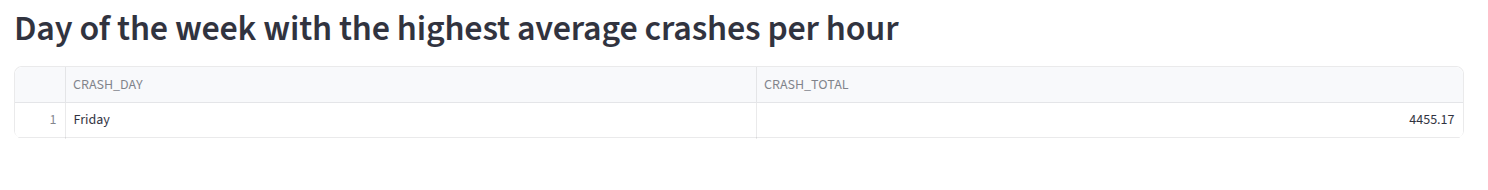 Day of the week with the highest average crashes per hour
CRASH_DAY CRASH_TOTAL
1 Friday 4455.17